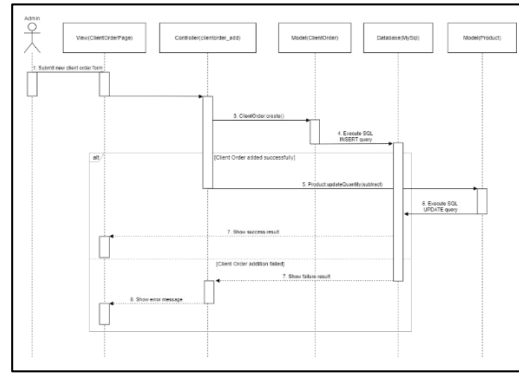 Admin
View(ClientOrderPage)
Controller(clientorder_add)
Model(ClientOrder)
Database(MySql)
Model(Product)
1. Submit new client order form
3. ClientOrder.create()
4. Execute SQL
INSERT query
alt
[Client Order added successfully]
5. Product.updateQuantity(subtract)
6. Execute SQL
UPDATE query
7. Show success result
[Client Order addition failed]
7. Show failure result
8. Show error message